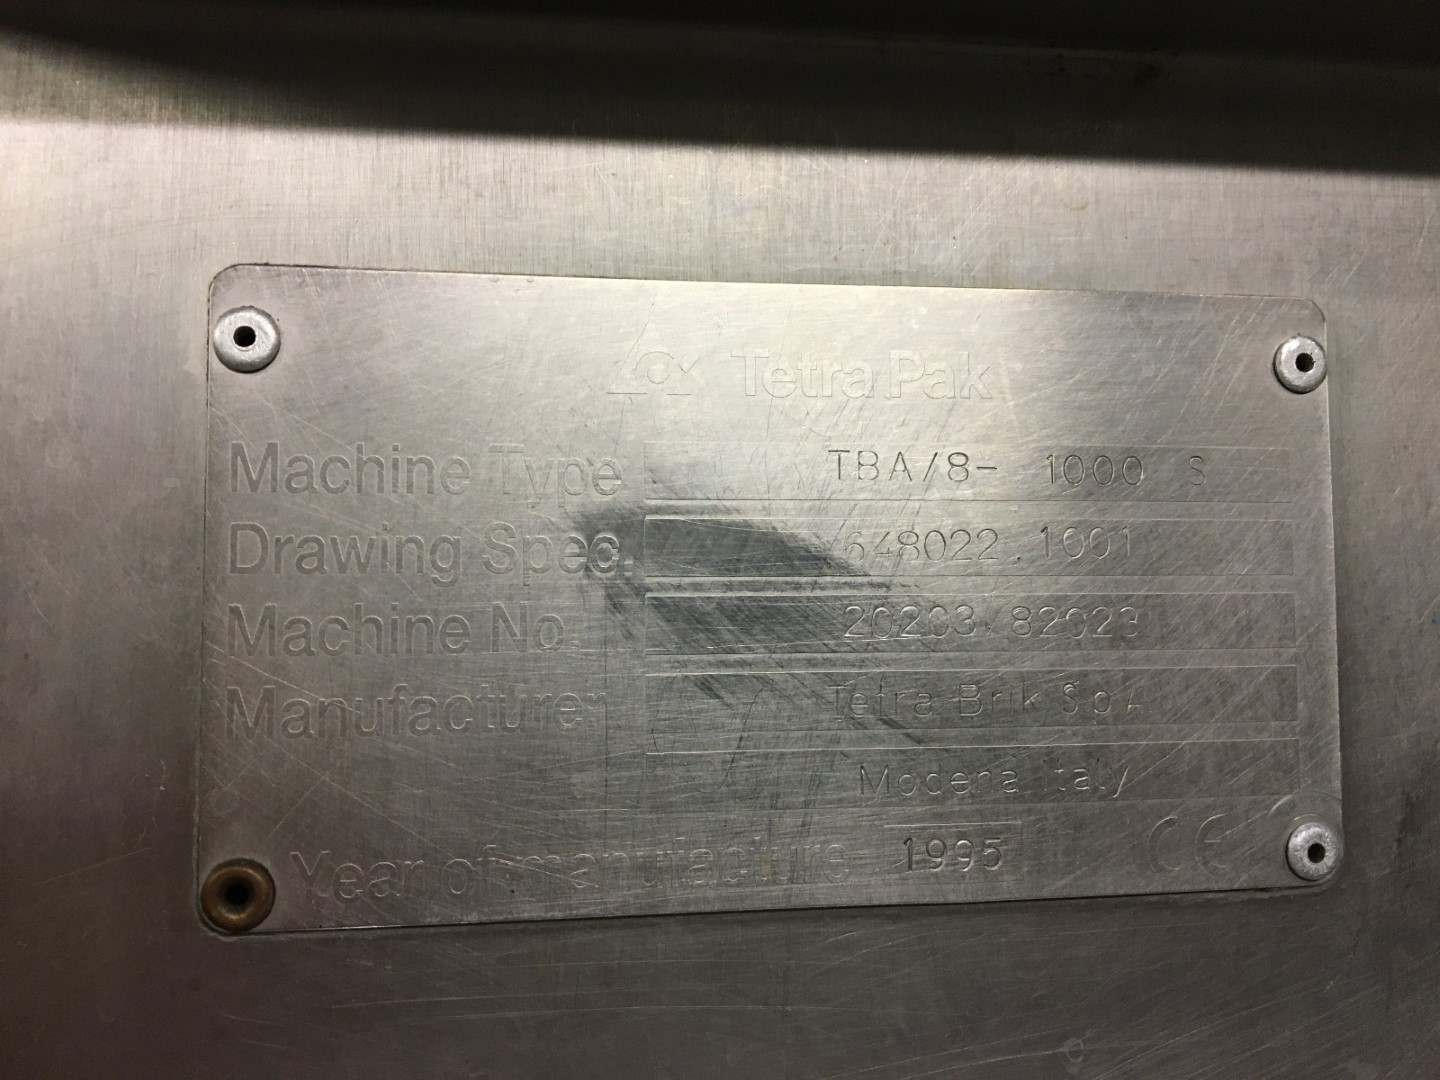 Tetra Pak
Machine Type TBA/8- 1000 S
Drawing Spec. 648022.1001
Machine No. 20203/82023
Manufacturer Tetra Brik SpA
Modena Italy
Year of manufacture 1995 CE